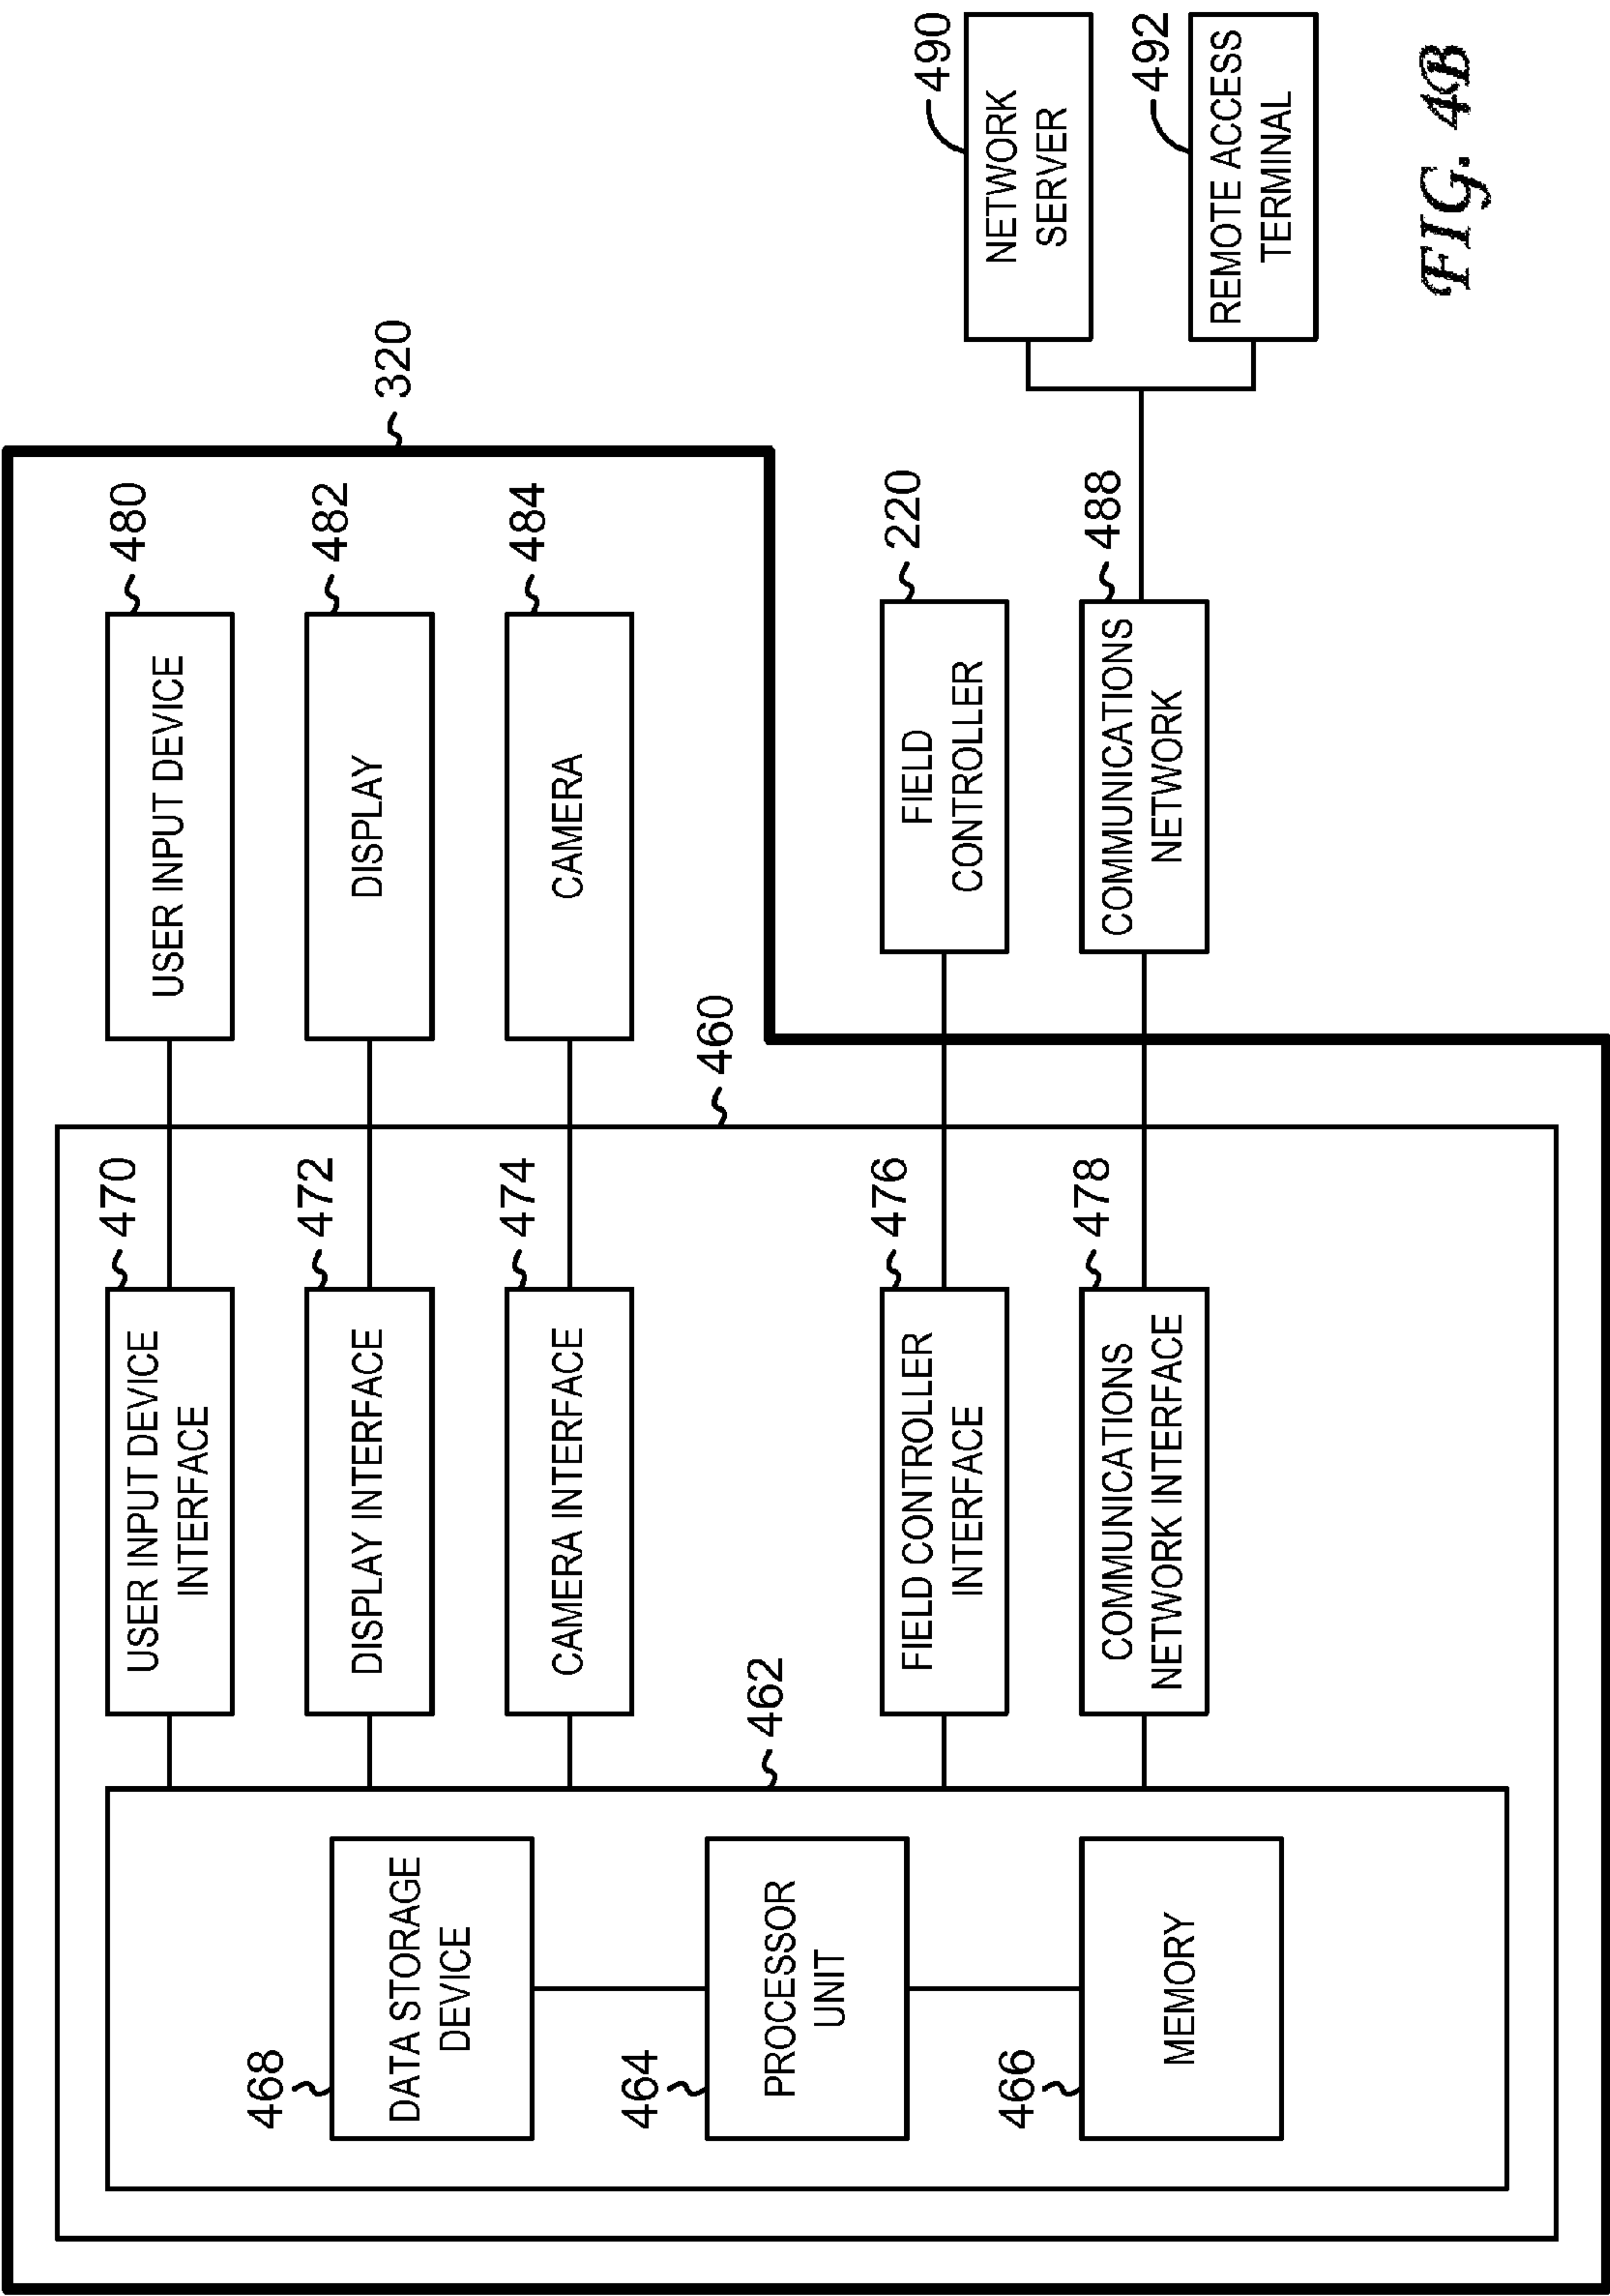 320
480
USER INPUT DEVICE
482
DISPLAY
484
CAMERA
460
470
USER INPUT DEVICE
INTERFACE
472
DISPLAY INTERFACE
474
CAMERA INTERFACE
476
FIELD CONTROLLER
INTERFACE
478
COMMUNICATIONS
NETWORK INTERFACE
462
468
DATA STORAGE
DEVICE
464
PROCESSOR
UNIT
466
MEMORY
220
FIELD
CONTROLLER
488
COMMUNICATIONS
NETWORK
490
NETWORK
SERVER
492
REMOTE ACCESS
TERMINAL
FIG. 4B